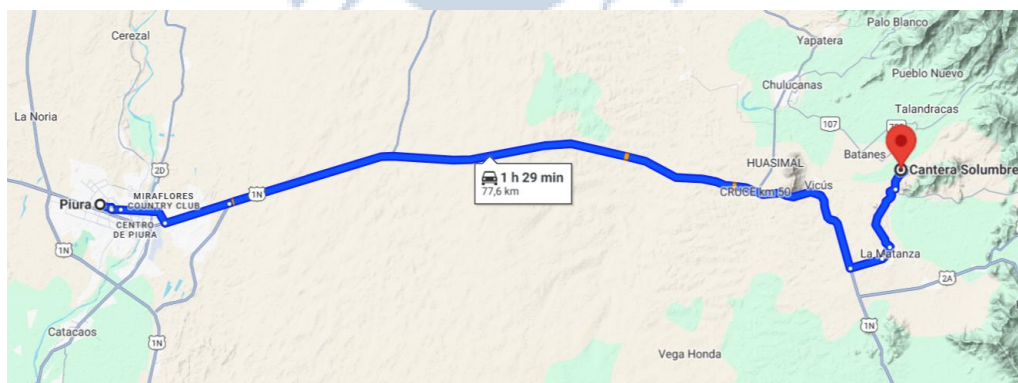 Cerezal
Palo Blanco
Yapatera
Pueblo Nuevo
Chulucanas
Talandracas
La Noria
107
Batanes
2D
HUASIMAL
Cantera Solumbre
1 h 29 min
77,6 km
MIRAFLORES
COUNTRY CLUB
1N
CRUCE km 50
Vicús
Piura
CENTRO
DE PIURA
1N
La Matanza
2A
Catacaos
1N
1N
Vega Honda